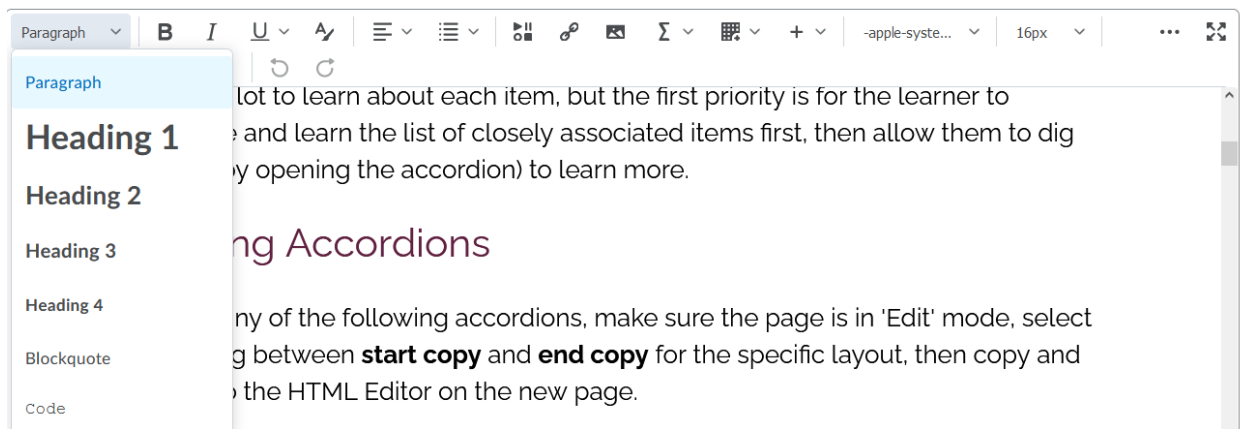 Paragraph
B I U
-apple-syste...
16px
Paragraph
Heading 1
Heading 2
Heading 3
Heading 4
Blockquote
Code
lot to learn about each item, but the first priority is for the learner to
and learn the list of closely associated items first, then allow them to dig
y opening the accordion) to learn more.
ng Accordions
ny of the following accordions, make sure the page is in 'Edit' mode, select
g between start copy and end copy for the specific layout, then copy and
the HTML Editor on the new page.